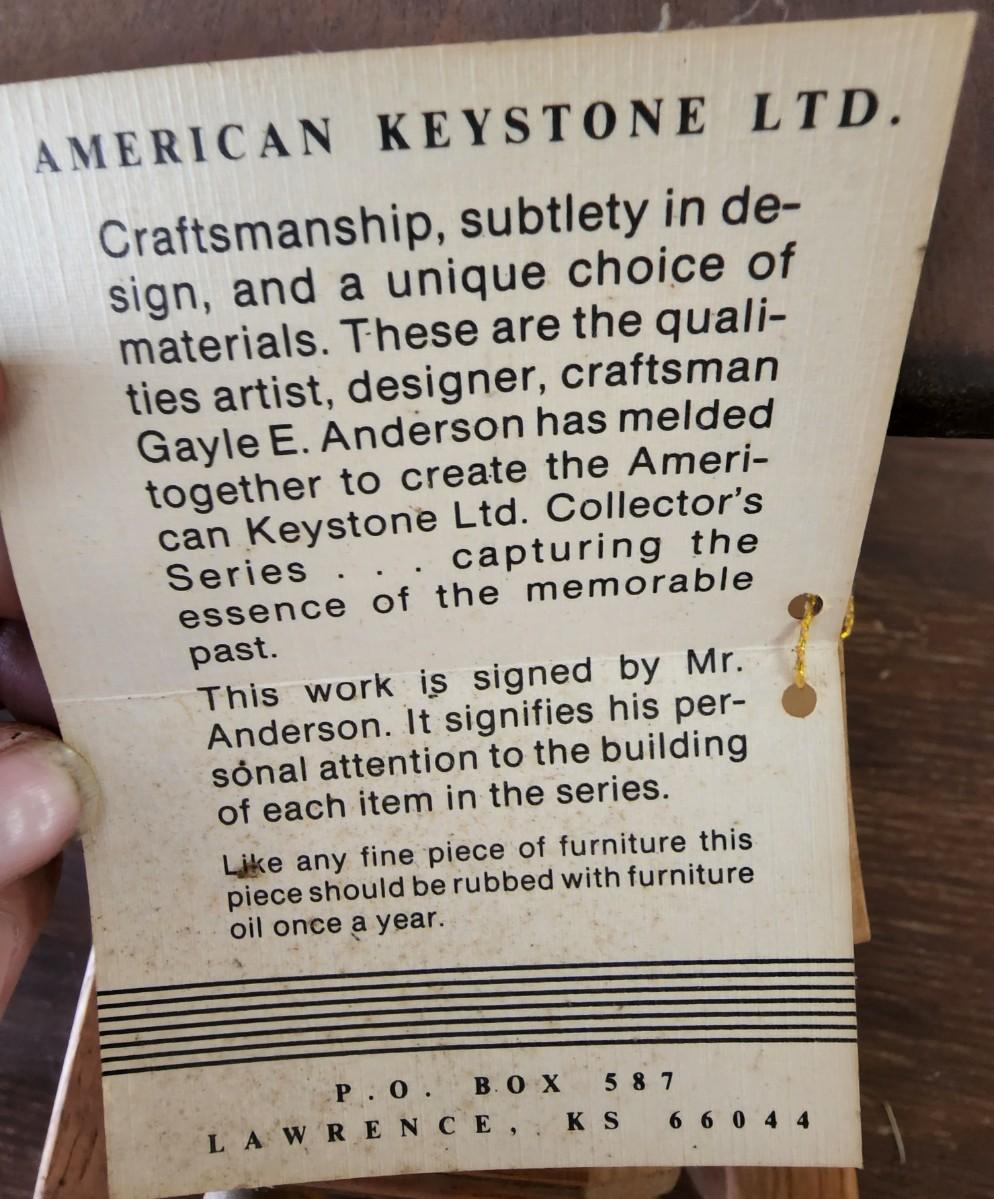 AMERICAN KEYSTONE LTD.
Craftsmanship, subtlety in de-
sign, and a unique choice of
materials. These are the quali-
ties artist, designer, craftsman
Gayle E. Anderson has melded
together to create the Ameri-
can Keystone Ltd. Collector's
Series . . . capturing the
essence of the memorable
past.
This work is signed by Mr.
Anderson. It signifies his per-
sonal attention to the building
of each item in the series.
Like any fine piece of furniture this
piece should be rubbed with furniture
oil once a year.
P.O. BOX 587
LAWRENCE, KS 66044